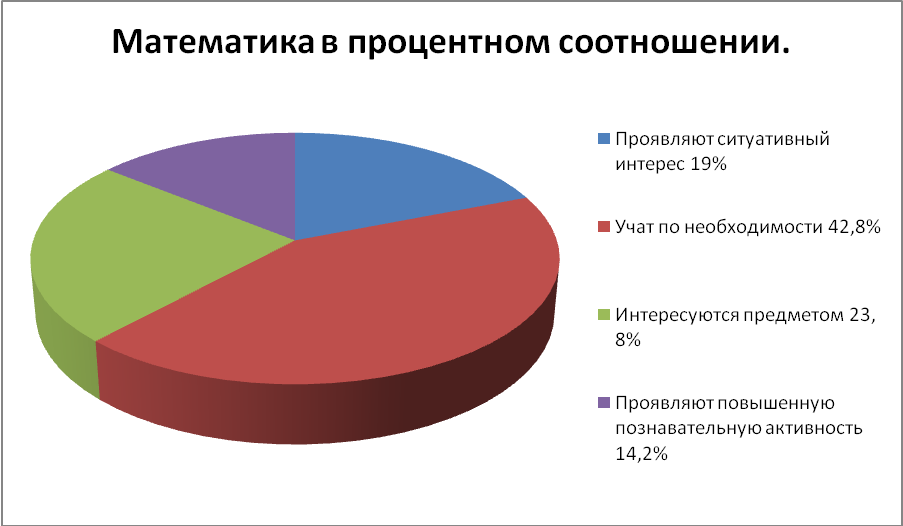 Математика в процентном соотношении.
Проявляют ситуативный
интерес 19%
Учат по необходимости 42,8%
Интересуются предметом 23,
8%
Проявляют повышенную
познавательную активность
14,2%